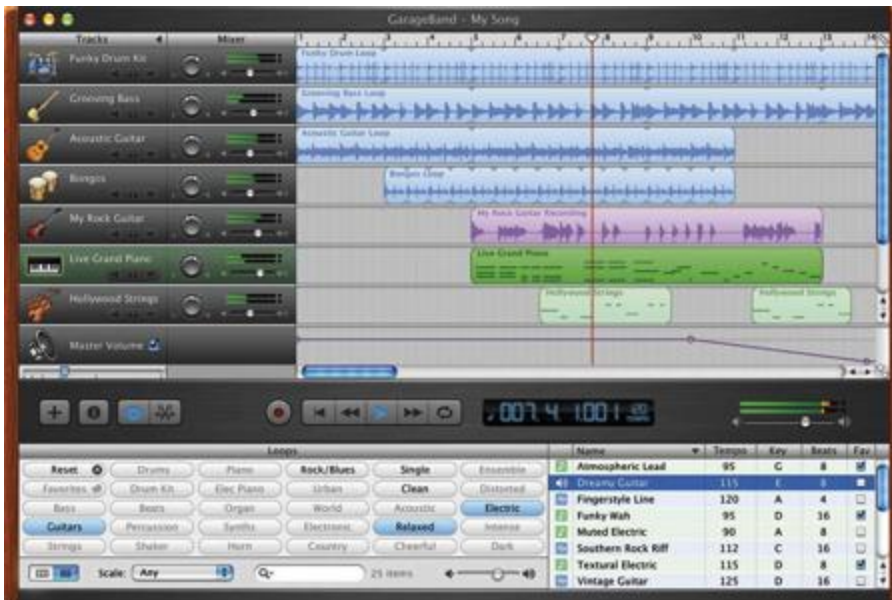 GarageBand - My Song
Tracks Mixer
Funky Drum Kit
Funky Drum Loop
Grooving Bass
Grooving Bass Loop
Acoustic Guitar
Acoustic Guitar Loop
Bongos
Bongos Loop
My Rock Guitar
My Rock Guitar Recording
Live Grand Piano
Live Grand Piano
Hollywood Strings
Hollywood Strings Hollywood Strings
Master Volume
007. 4. 1.001
Loops
Reset Drums Piano Rock/Blues Single Ensemble
Favorites Drum Kit Elec Piano Urban Clean Distorted
Bass Beats Organ World Acoustic Electric
Guitars Percussion Synths Electronic Relaxed Intense
Strings Shaker Horn Country Cheerful Dark
Scale: Any 25 items
Name Tempo Key Beats Fav
Atmospheric Lead 95 C 8
Dreamy Guitar 115 E 8
Fingerstyle Line 120 A 4
Funky Wah 95 D 16
Muted Electric 90 A 8
Southern Rock Riff 112 C 16
Textural Electric 115 D 8
Vintage Guitar 125 D 16